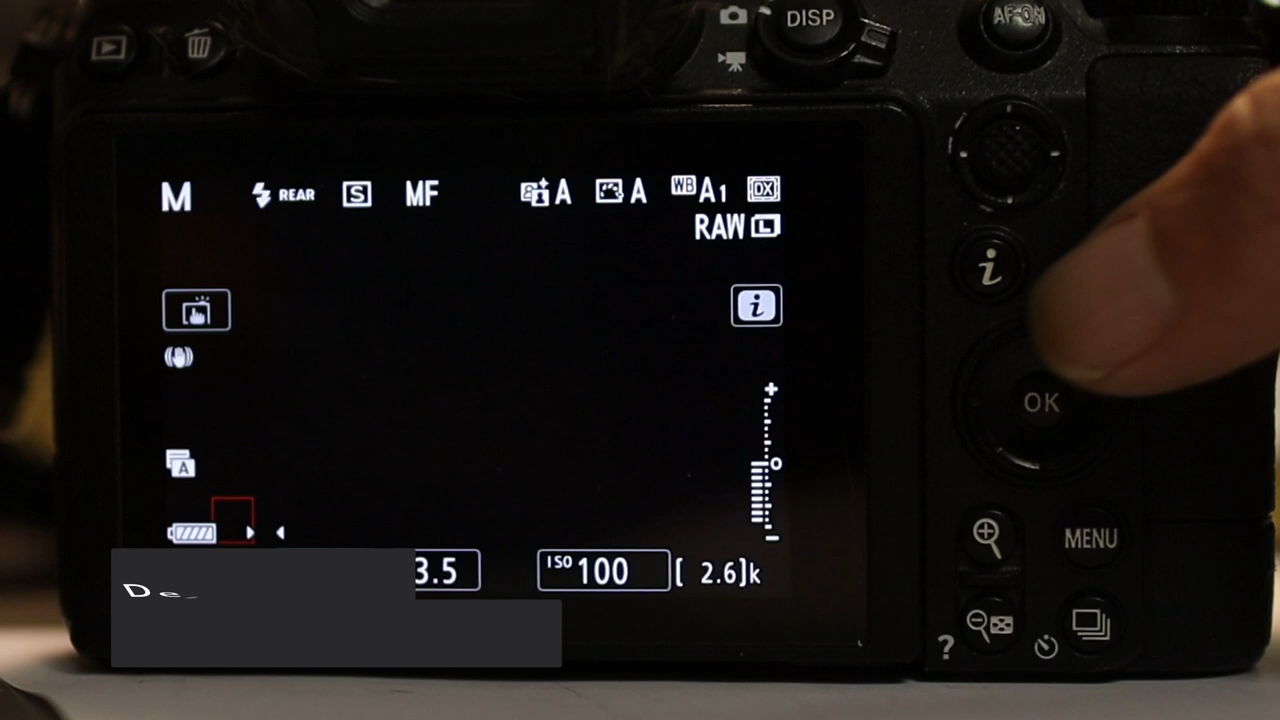 DISP
AF-ON
M REAR S MF A A WB A1 DX
RAW L
i
i
A
OK
3.5 ISO 100 [ 2.6]k
MENU
?